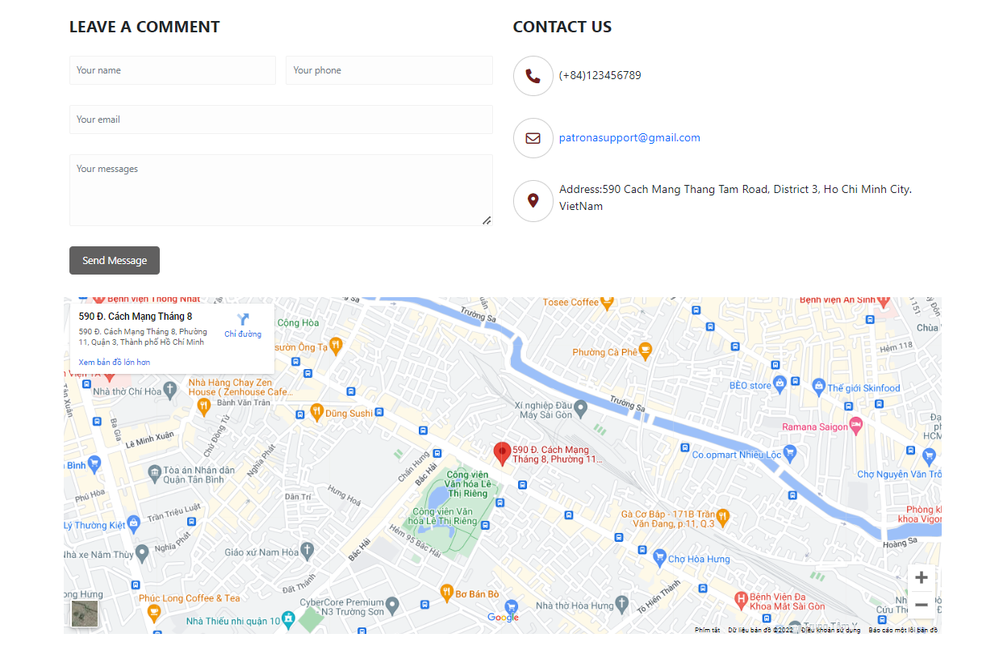 LEAVE A COMMENT
CONTACT US
Your name
Your phone
(+84)123456789
Your email
patronasupport@gmail.com
Your messages
Address:590 Cach Mang Thang Tam Road, District 3, Ho Chi Minh City.
VietNam
Send Message
Bệnh viện Thống Nhất
590 Đ. Cách Mạng Tháng 8
590 Đ. Cách Mạng Tháng 8, Phường
11, Quận 3, Thành phố Hồ Chí Minh
Chỉ đường
Xem bản đồ lớn hơn
Cộng Hòa
Trường Sa
Tosee Coffee
Bệnh viện An Sinh
Chùa
Hẻm 118
sườn Ông Tạ
Phường Cà Phê
Nhà thờ Chí Hòa
Nhà Hàng Chay Zen
House ( Zenhouse Cafe...
Bành Văn Trân
Dũng Sushi
Xí nghiệp Đầu
Máy Sài Gòn
Trường Sa
BÈO store
Thế giới Skinfood
Ramana Saigon
HCM
Ba Gia
Lê Minh Xuân
Chử Đồng Tử
Nghĩa Phát
590 Đ. Cách Mạng
Tháng 8, Phường 11...
Co.opmart Nhiêu Lộc
Chợ Nguyễn Văn Trỗ
Bình
Tòa án Nhân dân
Quận Tân Bình
Chấn Hưng
Bắc Hải
Công viên
Văn hóa Lê
Thị Riêng
Phú Hòa
Dân Trí
Hưng Hoá
Công viên Văn
hóa Lê Thị Riêng
Gà Cơ Bắp - 171B Trần
Văn Đang, p.11, Q.3
Phòng k
khoa Vigor
Lý Thường Kiệt
Trần Triệu Luật
Hẻm 95 Bắc Hải
Hoàng Sa
Nhà xe Năm Thùy
Nghĩa Phát
Giáo xứ Nam Hòa
Bắc Hải
Chợ Hòa Hưng
ong Hưng
Đất Thánh
Phúc Long Coffee & Tea
CyberCore Premium
N3 Trường Sơn
Bơ Bán Bò
Nhà thờ Hòa Hưng
Tô Hiến Thành
Bệnh Viện Đa
Khoa Mắt Sài Gòn
Nhà Thiếu nhi quận 10
Google
Trung Tâm Y
Phím tắt
Dữ liệu bản đồ ©2022
Điều khoản sử dụng
Báo cáo một lỗi bản đồ